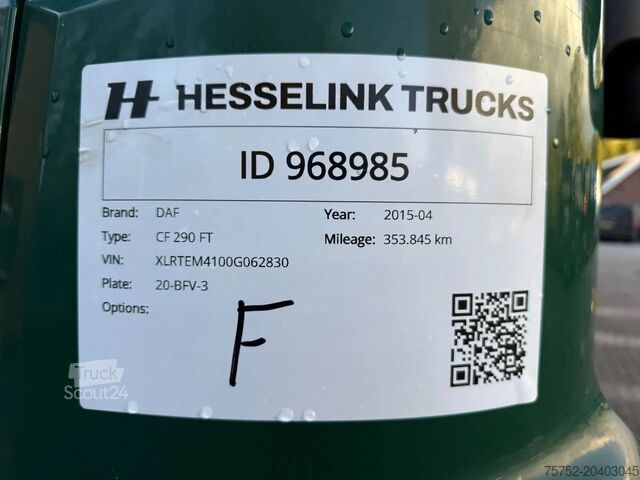 H HESSELINK TRUCKS
ID 968985
Brand: DAF Year: 2015-04
Type: CF 290 FT Mileage: 353.845 km
VIN: XLRTEM4100G062830
Plate: 20-BFV-3
Options:
F
Truck
Scout24
75752-20403045